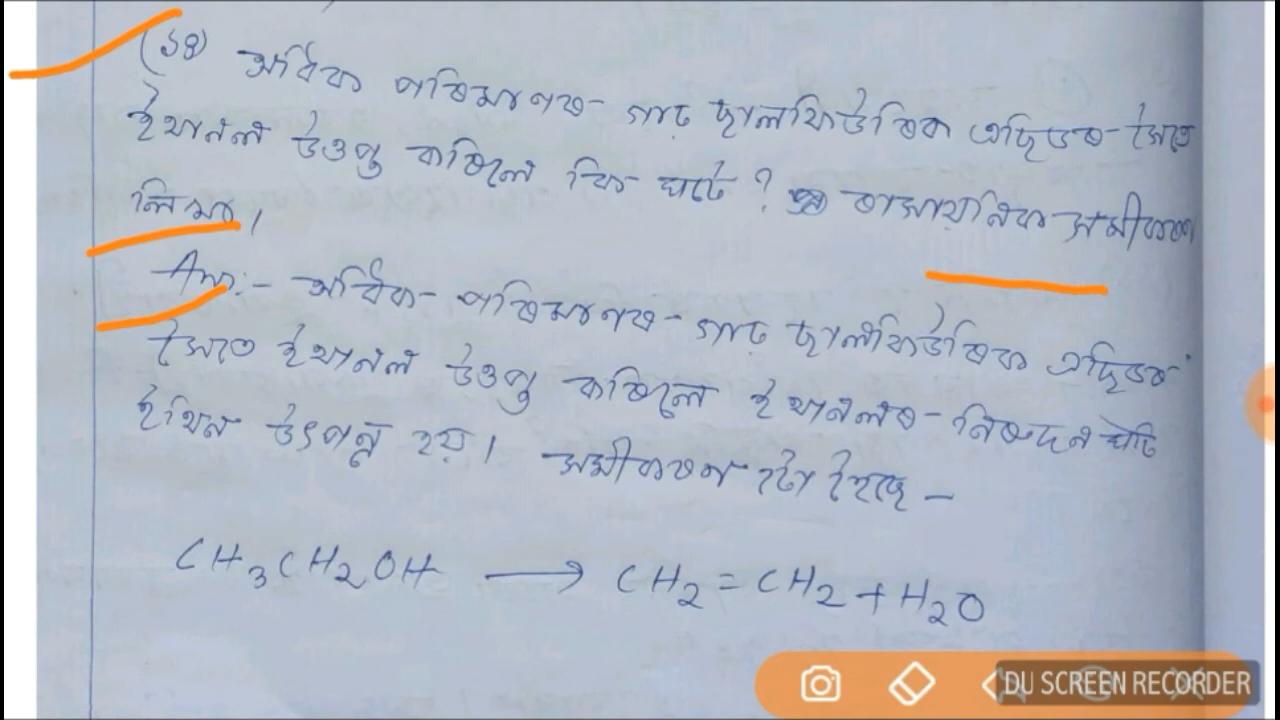 (১৪) অধিক পৰিমাণৰ গাঢ় ছালফিউৰিক এছিডৰ সৈতে
ইথানল উত্তপ্ত কৰিলে কি ঘটে? ৰাসায়নিক সমীকৰণ
লিখা।
Ans:- অধিক পৰিমাণৰ গাঢ় ছালফিউৰিক এছিডৰ
সৈতে ইথানল উত্তপ্ত কৰিলে ইথানলৰ নিৰুদন ঘটি
ইথিন উৎপন্ন হয়। সমীকৰণটো হৈছে –
CH₃CH₂OH → CH₂=CH₂+H₂O
DU SCREEN RECORDER